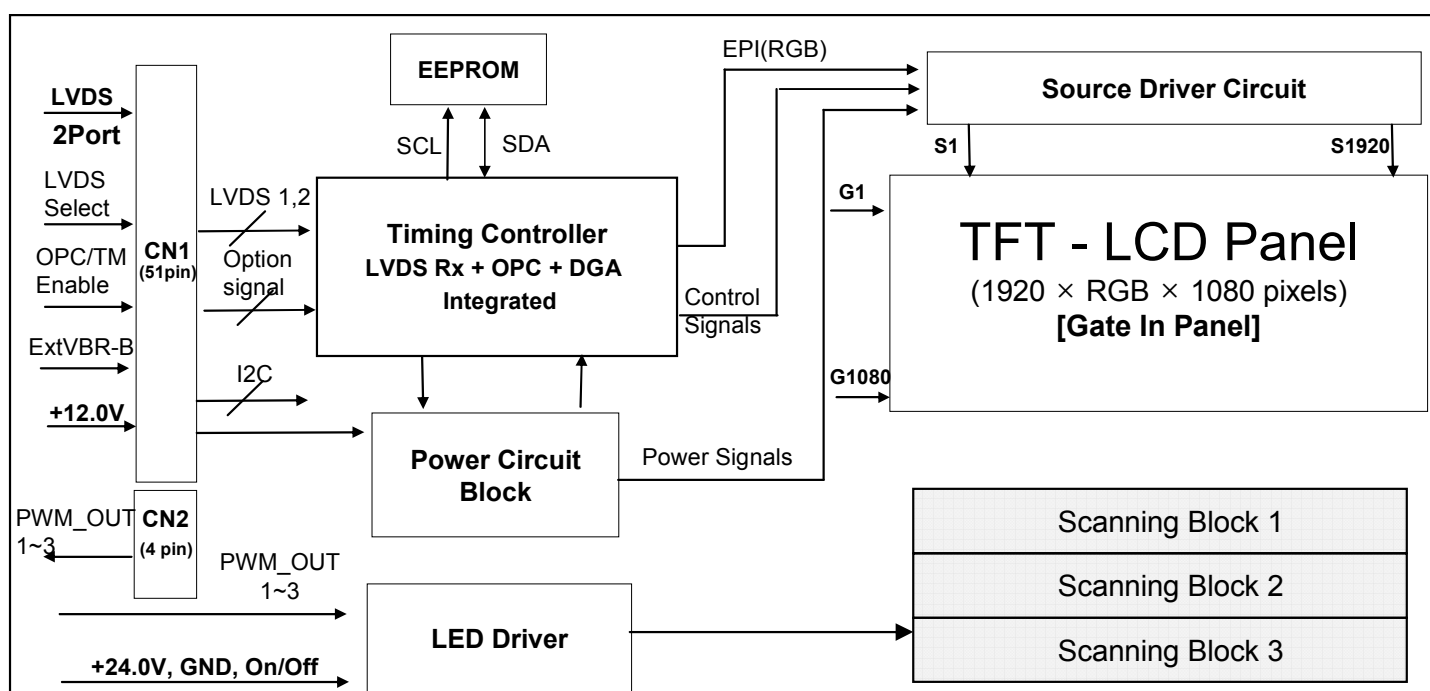 LVDS
2Port
LVDS
Select
OPC/TM
Enable
ExtVBR-B
+12.0V
CN1
(51pin)
LVDS 1,2
Option
signal
I2C
EEPROM
SCL
SDA
Timing Controller
LVDS Rx + OPC + DGA
Integrated
EPI(RGB)
Control
Signals
Power Circuit
Block
Power Signals
Source Driver Circuit
S1
S1920
G1
G1080
TFT - LCD Panel
(1920 × RGB × 1080 pixels)
[Gate In Panel]
PWM_OUT
1~3
CN2
(4 pin)
PWM_OUT
1~3
+24.0V, GND, On/Off
LED Driver
Scanning Block 1
Scanning Block 2
Scanning Block 3